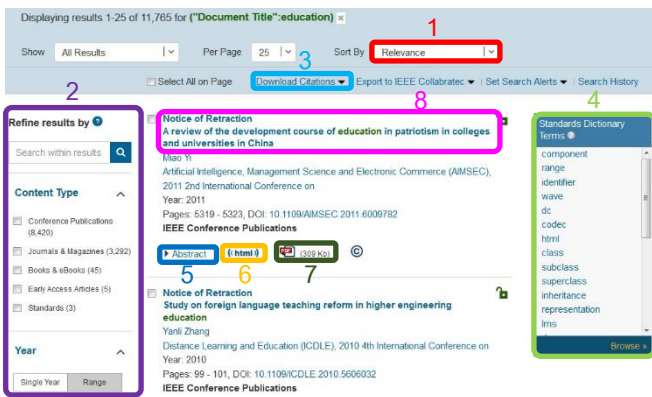 Displaying results 1-25 of 11,765 for ("Document Title":education) x
1
Show All Results Per Page 25 Sort By Relevance
3
Select All on Page Download Citations Export to IEEE Collabratec Set Search Alerts Search History
2
8
4
Refine results by ?
Search within results
Content Type
Conference Publications
(8,420)
Journals & Magazines (3,292)
Books & eBooks (45)
Early Access Articles (5)
Standards (3)
Year
Single Year Range
Notice of Retraction
A review of the development course of education in patriotism in colleges
and universities in China
Miao Yi
Artificial Intelligence, Management Science and Electronic Commerce (AIMSEC),
2011 2nd International Conference on
Year: 2011
Pages: 5319 - 5323, DOI: 10.1109/AIMSEC.2011.6009782
IEEE Conference Publications
Abstract ((html)) (309 Kb) ©
5 6 7
Notice of Retraction
Study on foreign language teaching reform in higher engineering
education
Yanli Zhang
Distance Learning and Education (ICDLE), 2010 4th International Conference on
Year: 2010
Pages: 99 - 101, DOI: 10.1109/ICDLE.2010.5606032
IEEE Conference Publications
Standards Dictionary
Terms
component
range
identifier
wave
dc
codec
html
class
subclass
superclass
inheritance
representation
lms
Browse »